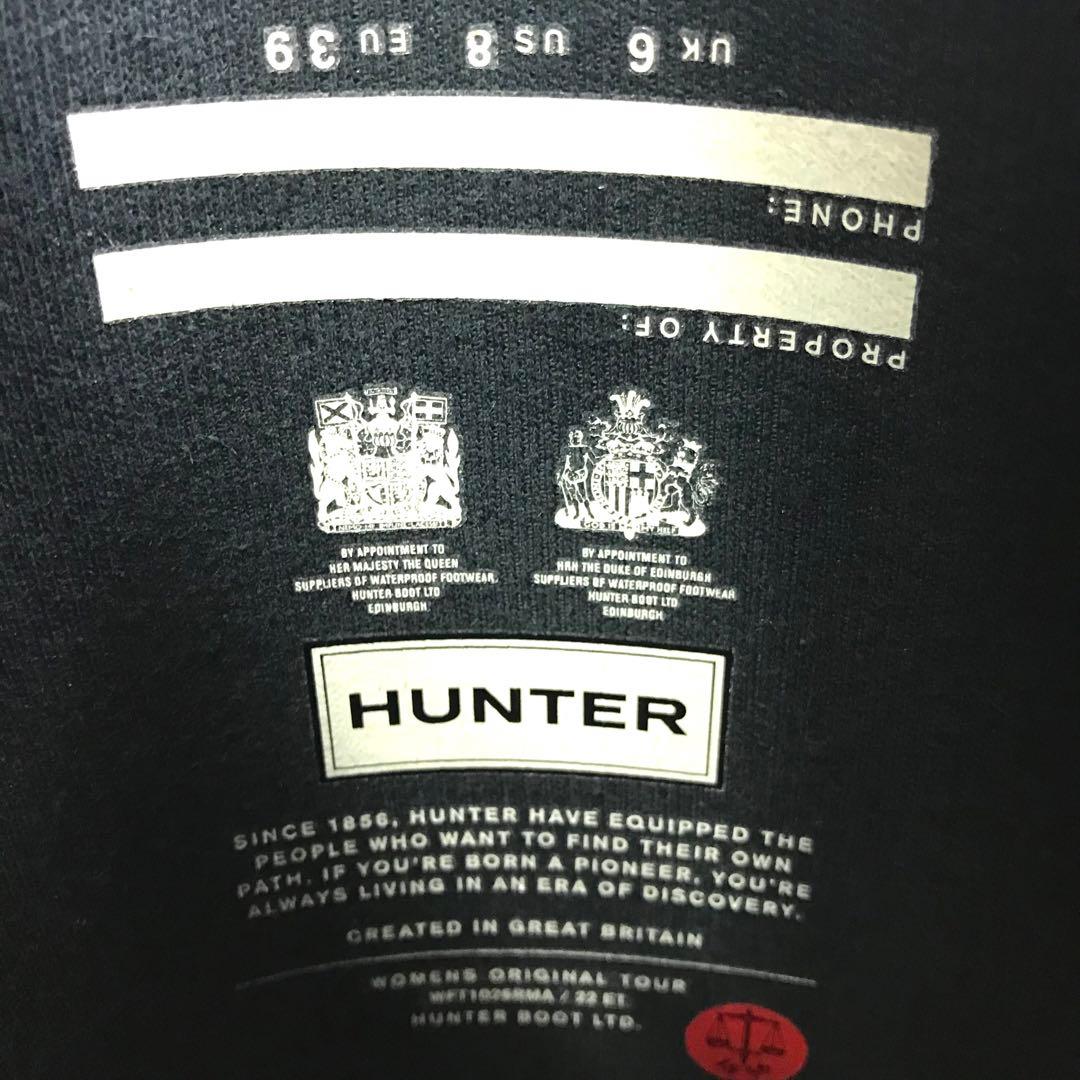 UK 6 US 8 EU 39
PHONE:
PROPERTY OF:
BY APPOINTMENT TO
HER MAJESTY THE QUEEN
SUPPLIERS OF WATERPROOF FOOTWEAR,
HUNTER BOOT LTD
EDINBURGH
BY APPOINTMENT TO
HRH THE DUKE OF EDINBURGH
SUPPLIERS OF WATERPROOF FOOTWEAR
HUNTER BOOT LTD
EDINBURGH
HUNTER
SINCE 1856, HUNTER HAVE EQUIPPED THE
PEOPLE WHO WANT TO FIND THEIR OWN
PATH. IF YOU'RE BORN A PIONEER, YOU'RE
ALWAYS LIVING IN AN ERA OF DISCOVERY.
CREATED IN GREAT BRITAIN
WOMENS ORIGINAL TOUR
/ 22 ET
HUNTER BOOT LTD.